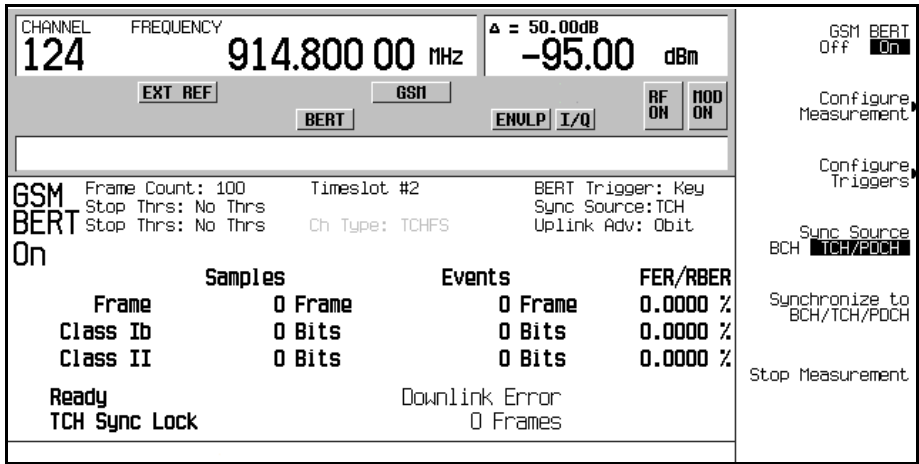 CHANNEL FREQUENCY Δ = 50.00dB
124 914.800 00 MHz -95.00 dBm
EXT REF GSM RF ON MOD ON
BERT ENVLP I/Q
GSM BERT On
Frame Count: 100 Timeslot #2 BERT Trigger: Key
Stop Thrs: No Thrs Sync Source:TCH
Stop Thrs: No Thrs Ch Type: TCHFS Uplink Adv: 0bit
Samples Events FER/RBER
Frame 0 Frame 0 Frame 0.0000 %
Class Ib 0 Bits 0 Bits 0.0000 %
Class II 0 Bits 0 Bits 0.0000 %
Ready Downlink Error
TCH Sync Lock 0 Frames
GSM BERT
Off On
Configure
Measurement
Configure
Triggers
Sync Source
BCH TCH/PDCH
Synchronize to
BCH/TCH/PDCH
Stop Measurement